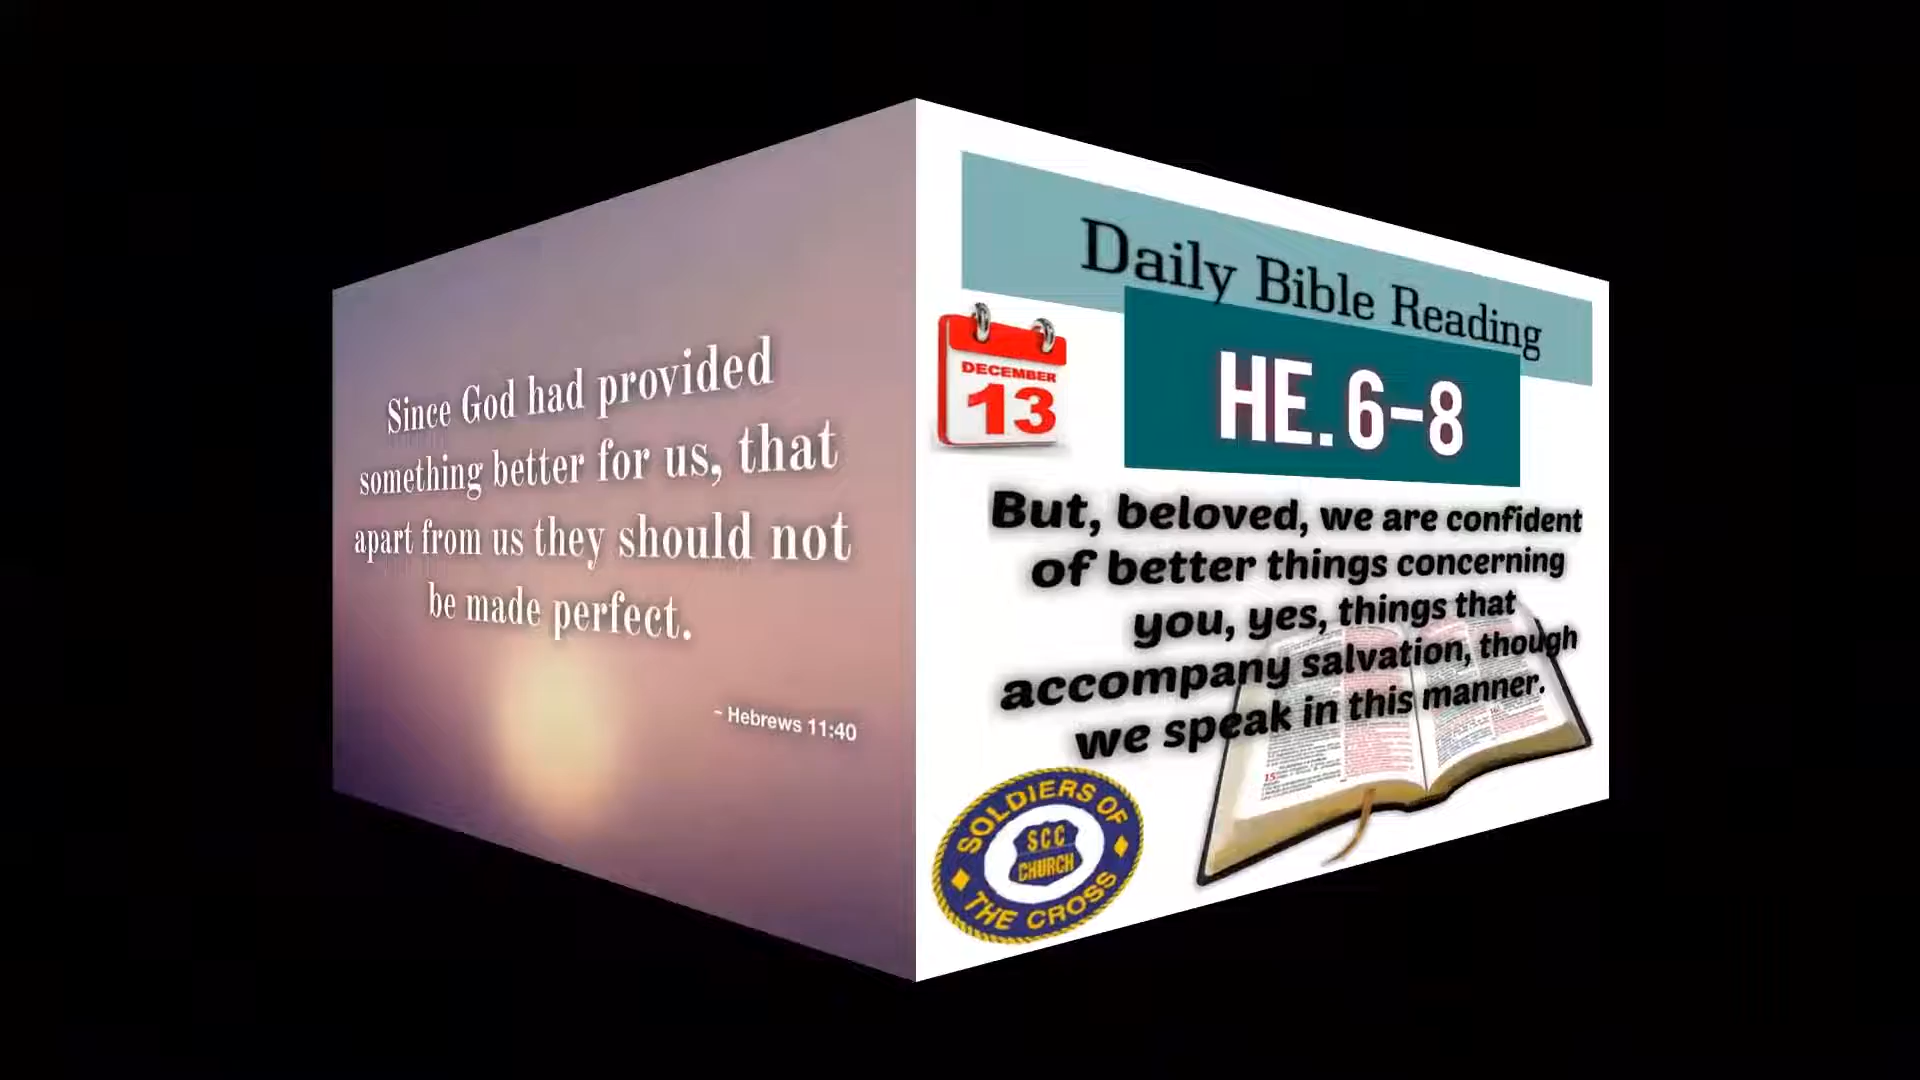 Since God had provided
something better for us, that
apart from us they should not
be made perfect.
~ Hebrews 11:40
Daily Bible Reading
DECEMBER
13
HE. 6-8
But, beloved, we are confident
of better things concerning
you, yes, things that
accompany salvation, though
we speak in this manner.
SOLDIERS OF
SCC
CHURCH
THE CROSS
15